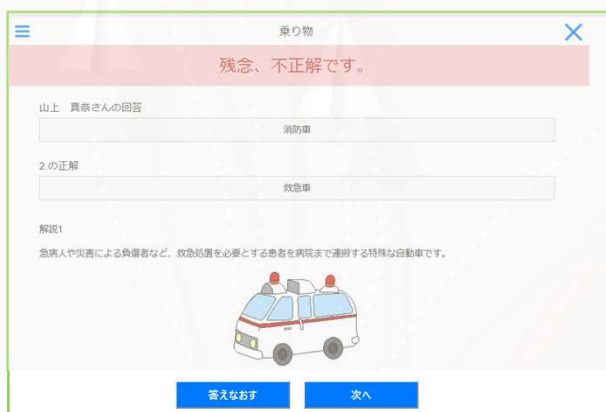 乗り物
残念、不正解です。
山上　真奈さんの回答
消防車
2.の正解
救急車
解説1
急病人や災害による負傷者など、救急処置を必要とする患者を病院まで運搬する特殊な自動車です。
答えなおす
次へ